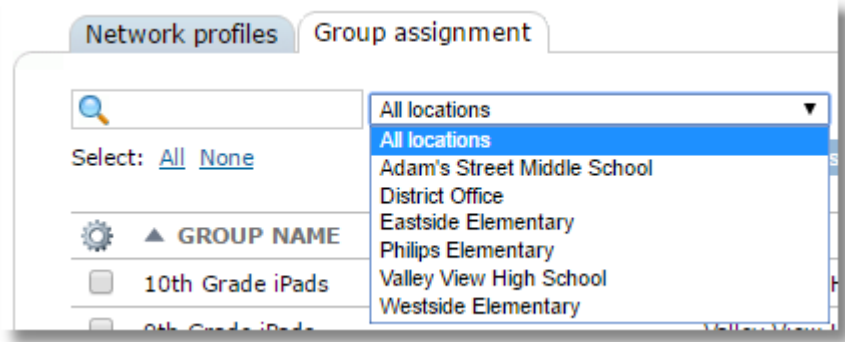 Network profiles Group assignment
All locations
All locations
Select: All None
Adam's Street Middle School
District Office
Eastside Elementary
Philips Elementary
GROUP NAME
Valley View High School
10th Grade iPads
Westside Elementary